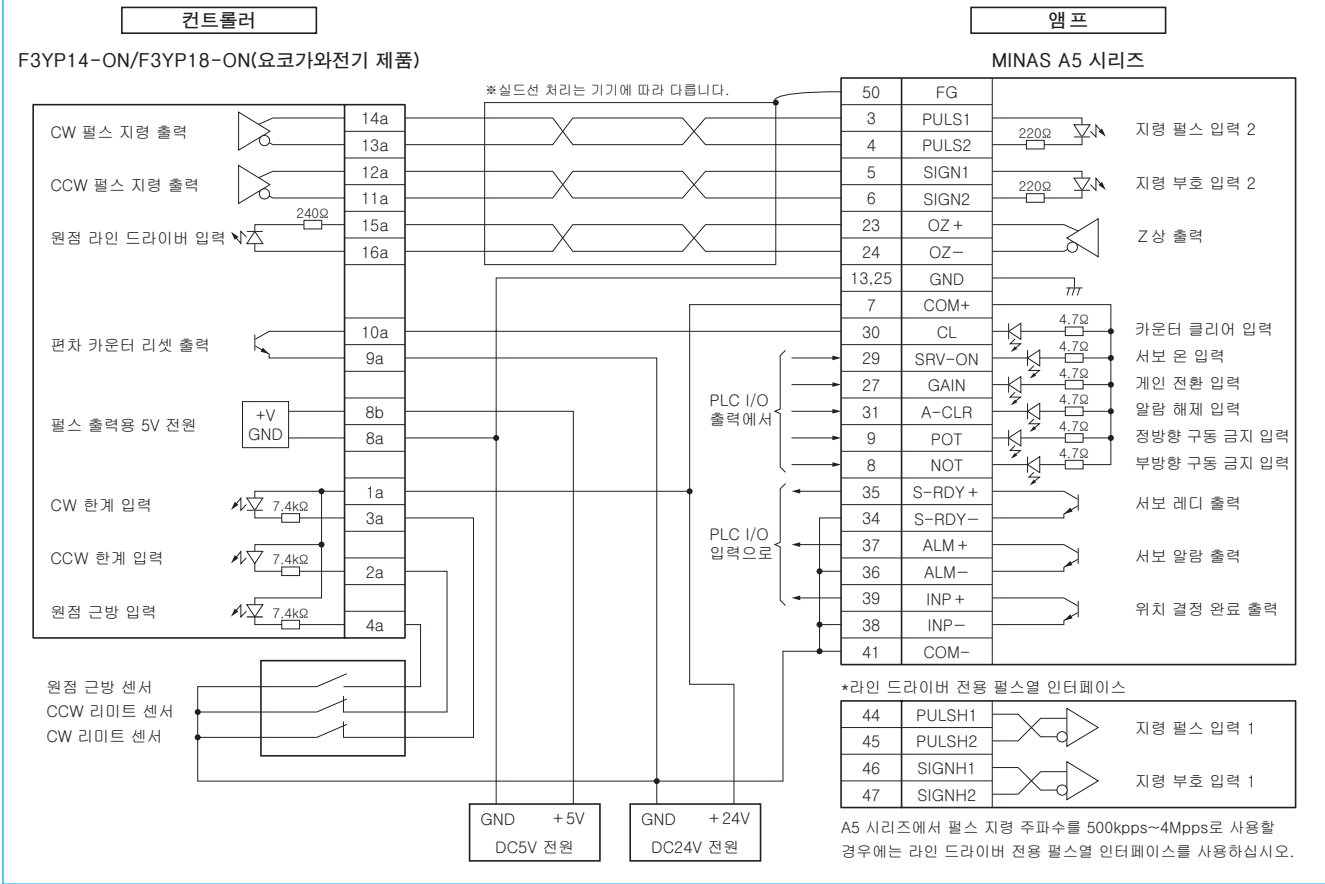 컨트롤러
앰프
F3YP14-ON/F3YP18-ON(요코가와전기 제품)
MINAS A5 시리즈
※실드선 처리는 기기에 따라 다릅니다.
CW 펄스 지령 출력
14a
13a
CCW 펄스 지령 출력
12a
11a
원점 라인 드라이버 입력
240Ω
15a
16a
편차 카운터 리셋 출력
10a
9a
펄스 출력용 5V 전원
+V
GND
8b
8a
CW 한계 입력
7.4kΩ
1a
3a
CCW 한계 입력
7.4kΩ
2a
원점 근방 입력
7.4kΩ
4a
원점 근방 센서
CCW 리미트 센서
CW 리미트 센서
GND +5V
DC5V 전원
GND +24V
DC24V 전원
PLC I/O
출력에서
PLC I/O
입력으로
50 FG
3 PULS1
4 PULS2
220Ω
지령 펄스 입력 2
5 SIGN1
6 SIGN2
220Ω
지령 부호 입력 2
23 OZ+
24 OZ−
Z상 출력
13,25 GND
7 COM+
30 CL 4.7Ω 카운터 클리어 입력
29 SRV-ON 4.7Ω 서보 온 입력
27 GAIN 4.7Ω 게인 전환 입력
31 A-CLR 4.7Ω 알람 해제 입력
9 POT 4.7Ω 정방향 구동 금지 입력
8 NOT 4.7Ω 부방향 구동 금지 입력
35 S-RDY+
34 S-RDY−
서보 레디 출력
37 ALM+
36 ALM−
서보 알람 출력
39 INP+
38 INP−
위치 결정 완료 출력
41 COM-
*라인 드라이버 전용 펄스열 인터페이스
44 PULSH1
45 PULSH2
지령 펄스 입력 1
46 SIGNH1
47 SIGNH2
지령 부호 입력 1
A5 시리즈에서 펄스 지령 주파수를 500kpps~4Mpps로 사용할
경우에는 라인 드라이버 전용 펄스열 인터페이스를 사용하십시오.